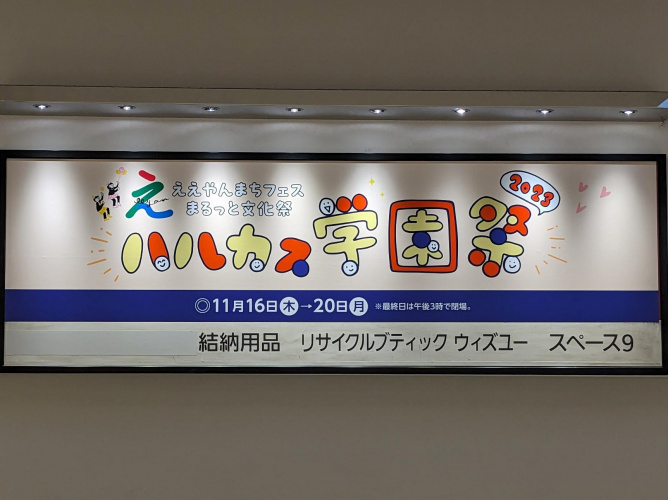 え
ええやんまちフェス
まるっと文化祭
ハルカス学園祭
2023
◎11月16日木→20日月 ※最終日は午後3時で閉場。
結納用品 リサイクルブティック ウィズユー スペース9